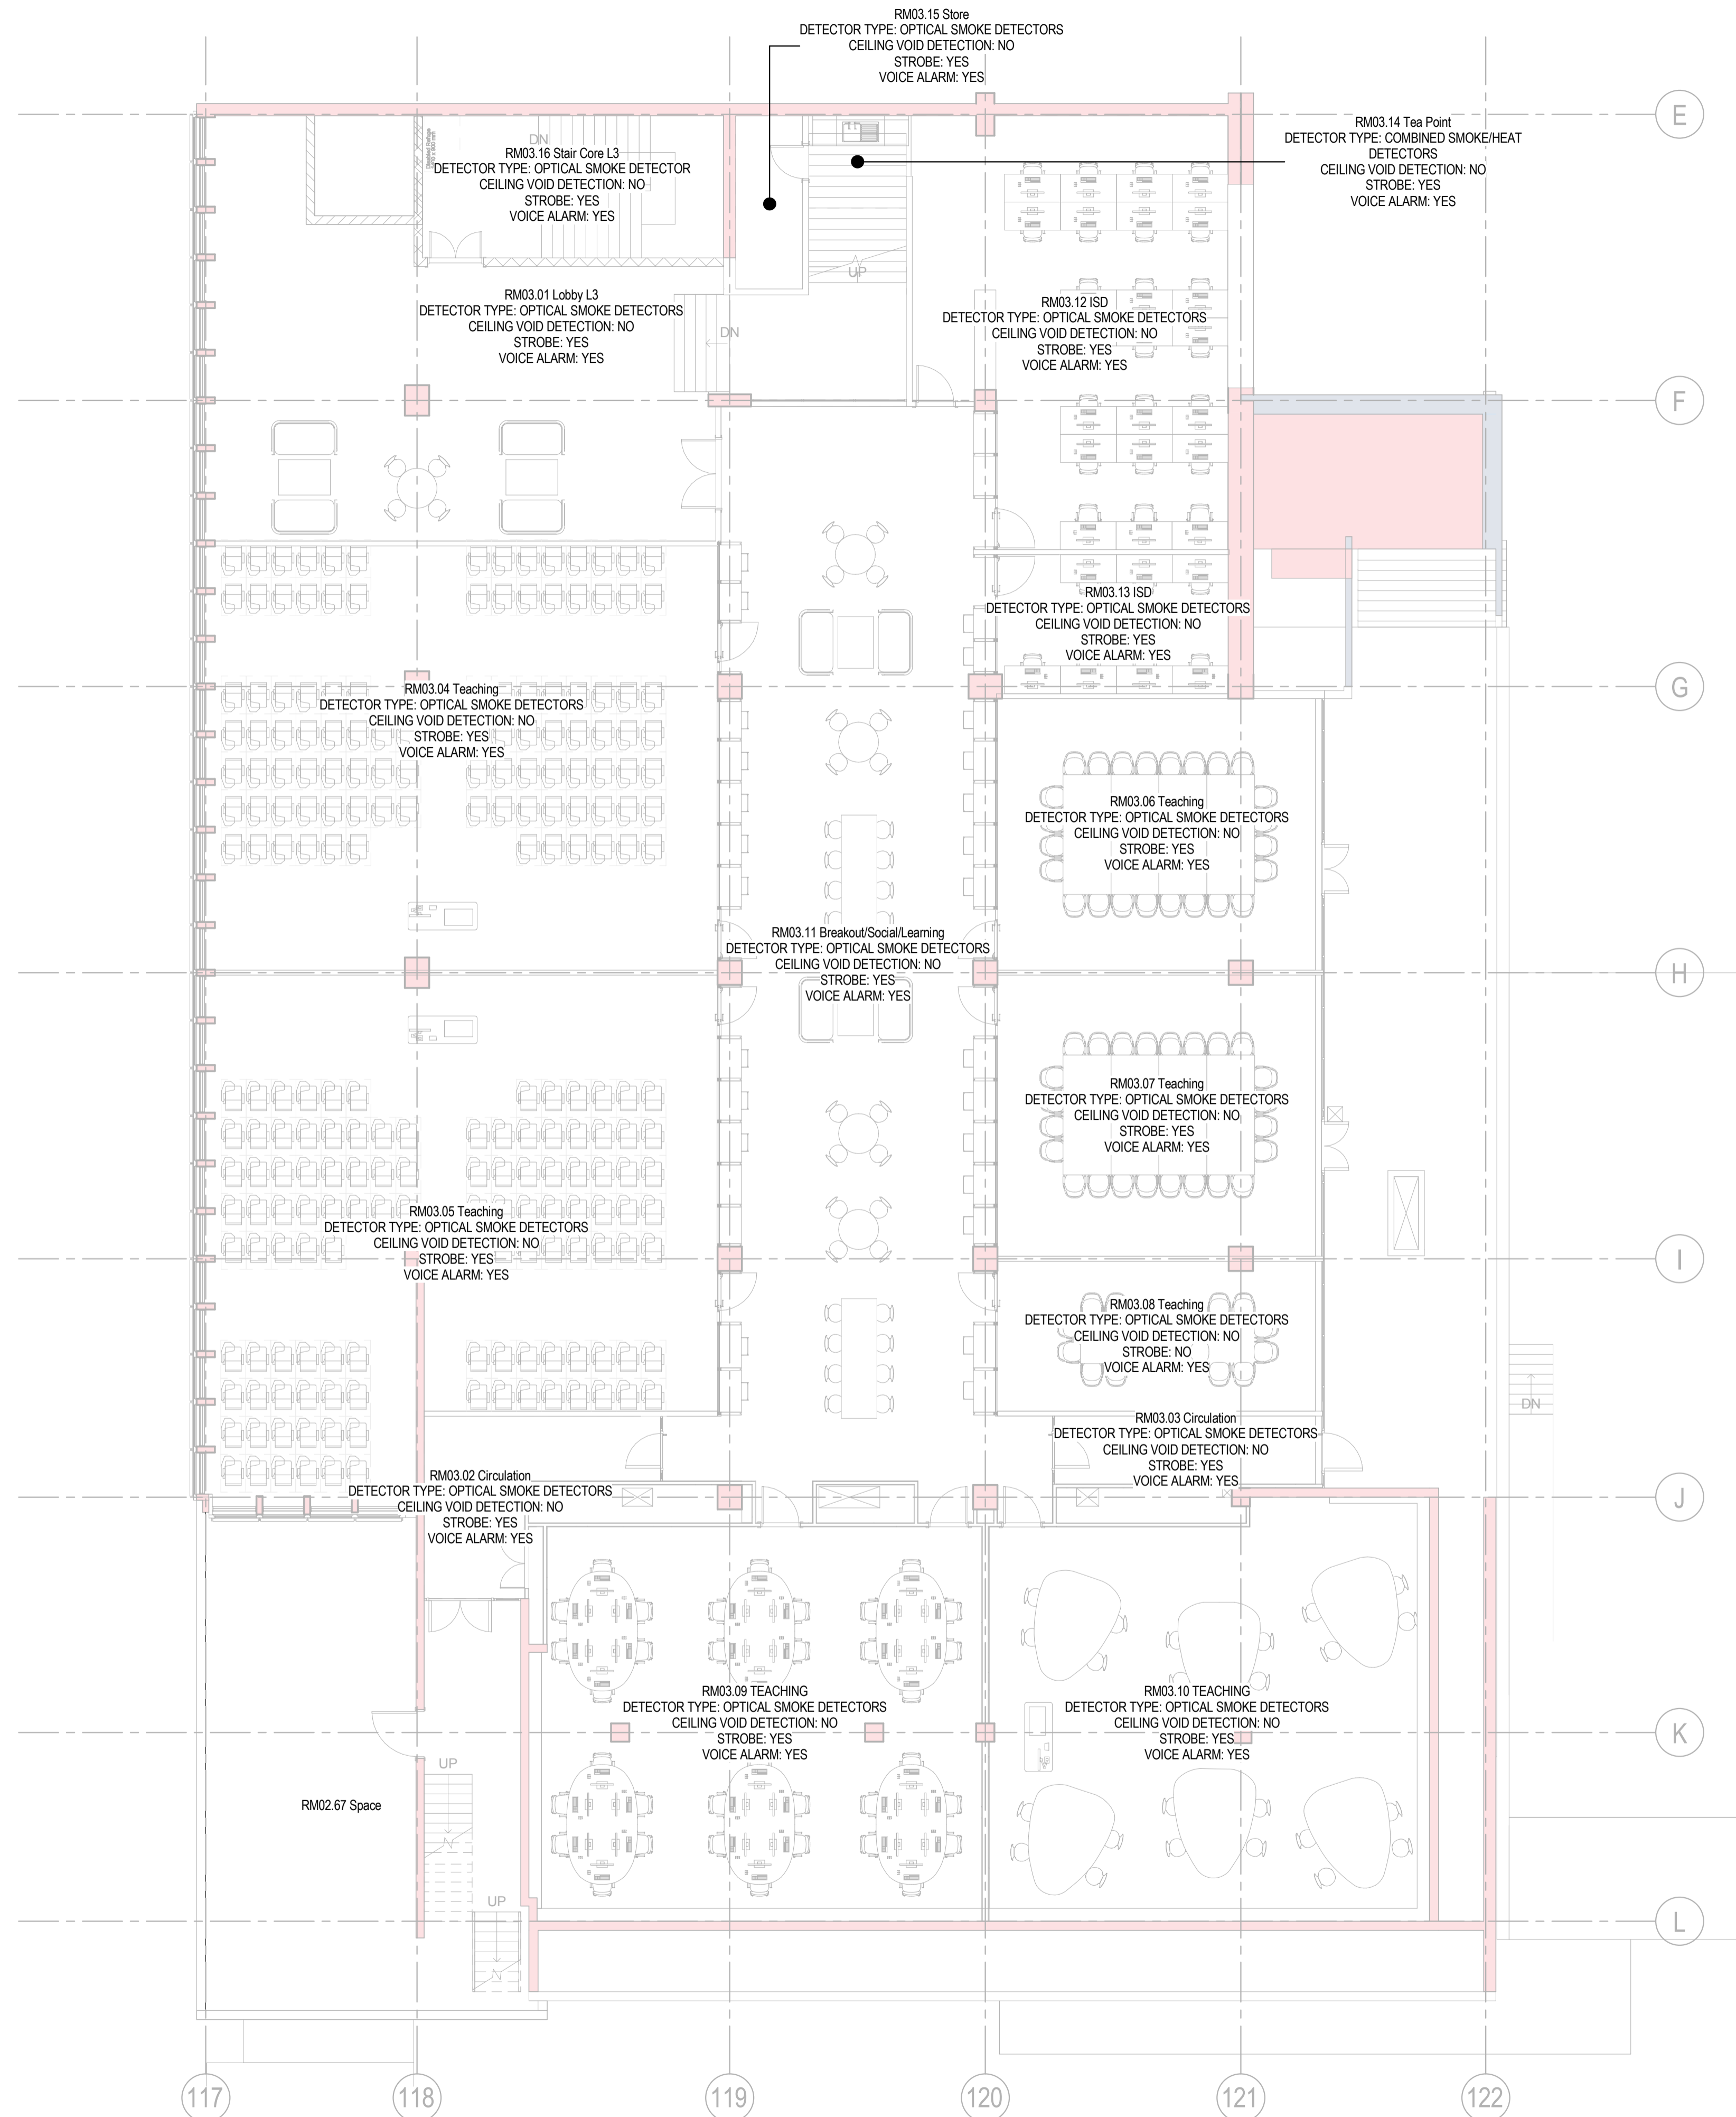 RM03.15 Store
DETECTOR TYPE: OPTICAL SMOKE DETECTORS
CEILING VOID DETECTION: NO
STROBE: YES
VOICE ALARM: YES
E
RM03.14 Tea Point
DETECTOR TYPE: COMBINED SMOKE/HEAT
DETECTORS
CEILING VOID DETECTION: NO
STROBE: YES
VOICE ALARM: YES
DN
RM03.16 Stair Core L3
DETECTOR TYPE: OPTICAL SMOKE DETECTOR
CEILING VOID DETECTION: NO
STROBE: YES
VOICE ALARM: YES
UP
RM03.01 Lobby L3
DETECTOR TYPE: OPTICAL SMOKE DETECTORS
CEILING VOID DETECTION: NO
STROBE: YES
VOICE ALARM: YES
DN
RM03.12 ISD
DETECTOR TYPE: OPTICAL SMOKE DETECTORS
CEILING VOID DETECTION: NO
STROBE: YES
VOICE ALARM: YES
F
RM03.13 ISD
DETECTOR TYPE: OPTICAL SMOKE DETECTORS
CEILING VOID DETECTION: NO
STROBE: YES
VOICE ALARM: YES
G
RM03.04 Teaching
DETECTOR TYPE: OPTICAL SMOKE DETECTORS
CEILING VOID DETECTION: NO
STROBE: YES
VOICE ALARM: YES
RM03.06 Teaching
DETECTOR TYPE: OPTICAL SMOKE DETECTORS
CEILING VOID DETECTION: NO
STROBE: YES
VOICE ALARM: YES
RM03.11 Breakout/Social/Learning
DETECTOR TYPE: OPTICAL SMOKE DETECTORS
CEILING VOID DETECTION: NO
STROBE: YES
VOICE ALARM: YES
H
RM03.07 Teaching
DETECTOR TYPE: OPTICAL SMOKE DETECTORS
CEILING VOID DETECTION: NO
STROBE: YES
VOICE ALARM: YES
RM03.05 Teaching
DETECTOR TYPE: OPTICAL SMOKE DETECTORS
CEILING VOID DETECTION: NO
STROBE: YES
VOICE ALARM: YES
I
RM03.08 Teaching
DETECTOR TYPE: OPTICAL SMOKE DETECTORS
CEILING VOID DETECTION: NO
STROBE: NO
VOICE ALARM: YES
DN
RM03.03 Circulation
DETECTOR TYPE: OPTICAL SMOKE DETECTORS
CEILING VOID DETECTION: NO
STROBE: YES
VOICE ALARM: YES
RM03.02 Circulation
DETECTOR TYPE: OPTICAL SMOKE DETECTORS
CEILING VOID DETECTION: NO
STROBE: YES
VOICE ALARM: YES
J
RM03.09 TEACHING
DETECTOR TYPE: OPTICAL SMOKE DETECTORS
CEILING VOID DETECTION: NO
STROBE: YES
VOICE ALARM: YES
RM03.10 TEACHING
DETECTOR TYPE: OPTICAL SMOKE DETECTORS
CEILING VOID DETECTION: NO
STROBE: YES
VOICE ALARM: YES
K
UP
RM02.67 Space
UP
L
117
118
119
120
121
122